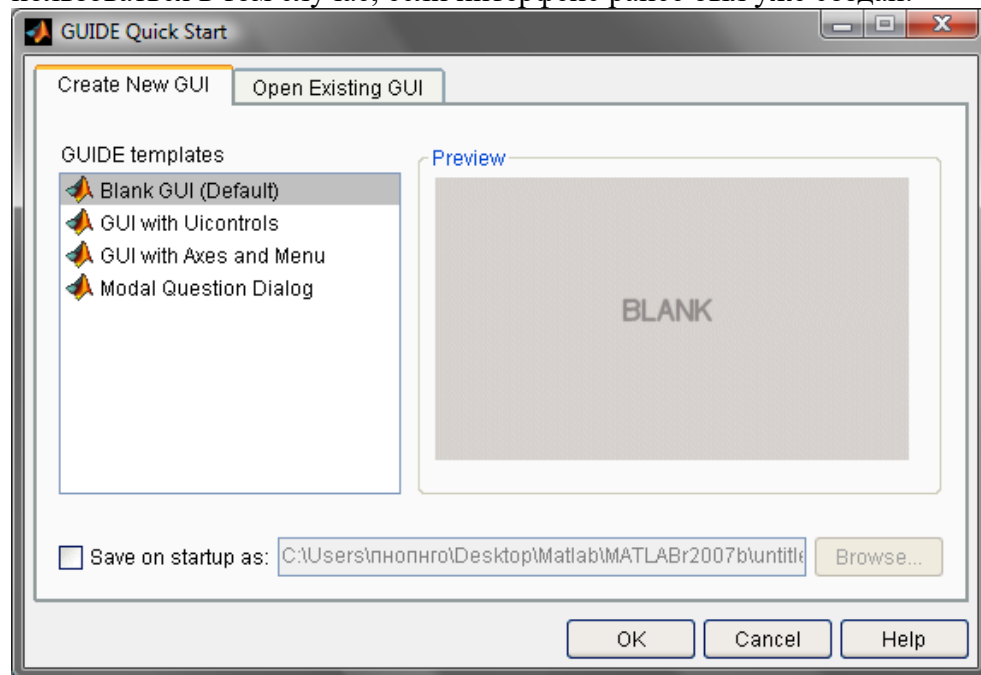 GUIDE Quick Start
Create New GUI Open Existing GUI
GUIDE templates
Preview
Blank GUI (Default)
GUI with Uicontrols
GUI with Axes and Menu
Modal Question Dialog
BLANK
Save on startup as: C:\Users\пнопнго\Desktop\Matlab\MATLABr2007b\untitle Browse...
OK Cancel Help